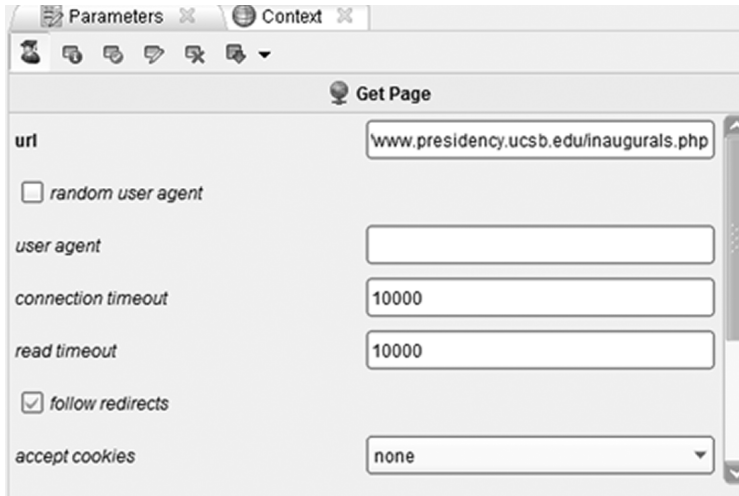 Parameters Context
Get Page
url www.presidency.ucsb.edu/inaugurals.php
random user agent
user agent
connection timeout 10000
read timeout 10000
follow redirects
accept cookies none